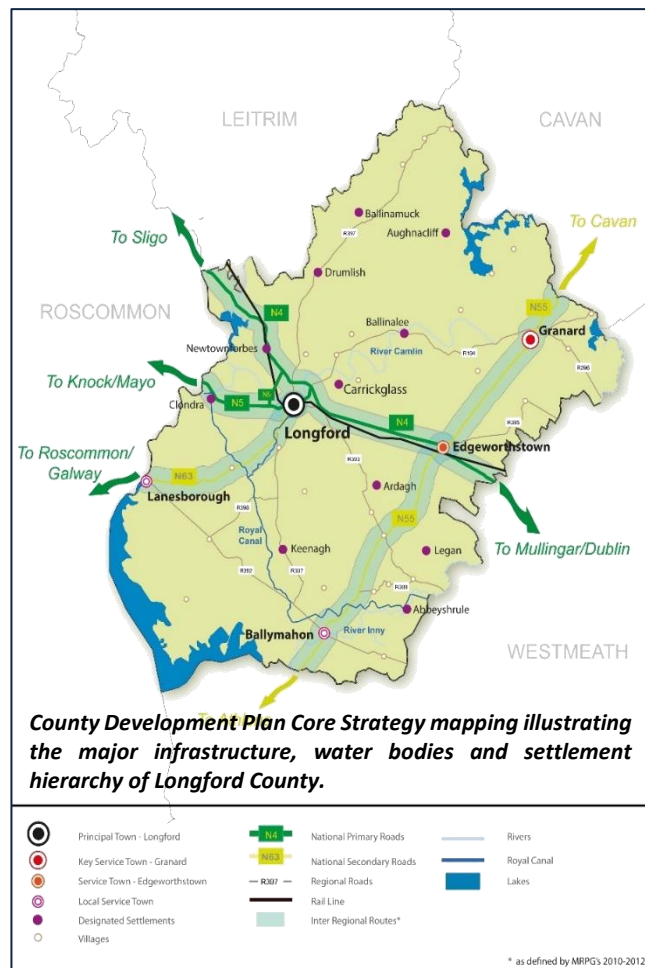 LEITRIM
CAVAN
To Sligo
To Cavan
Ballinamuck
R397
Aughnacliff
ROSCOMMON
Drumlish
N55
N4
Ballinalee
Granard
Newtownforbes
River Camlin
R194
To Knock/Mayo
R396
Carrickglass
N5
N5
Clondra
N4
Longford
R395
Edgeworthstown
To Roscommon/
Galway
N63
R393
Lanesborough
Ardagh
R398
N55
Royal
Canal
Keenagh
Legan
To Mullingar/Dublin
R392
R397
R399
Abbeyshrule
Ballymahon
River Inny
WESTMEATH
County Development Plan Core Strategy mapping illustrating
the major infrastructure, water bodies and settlement
hierarchy of Longford County.
Principal Town - Longford
N4
National Primary Roads
Rivers
Key Service Town - Granard
N63
National Secondary Roads
Royal Canal
Service Town - Edgeworthstown
R397
Regional Roads
Lakes
Local Service Town
Rail Line
Designated Settlements
Inter Regional Routes*
Villages
* as defined by MRPG's 2010-2012